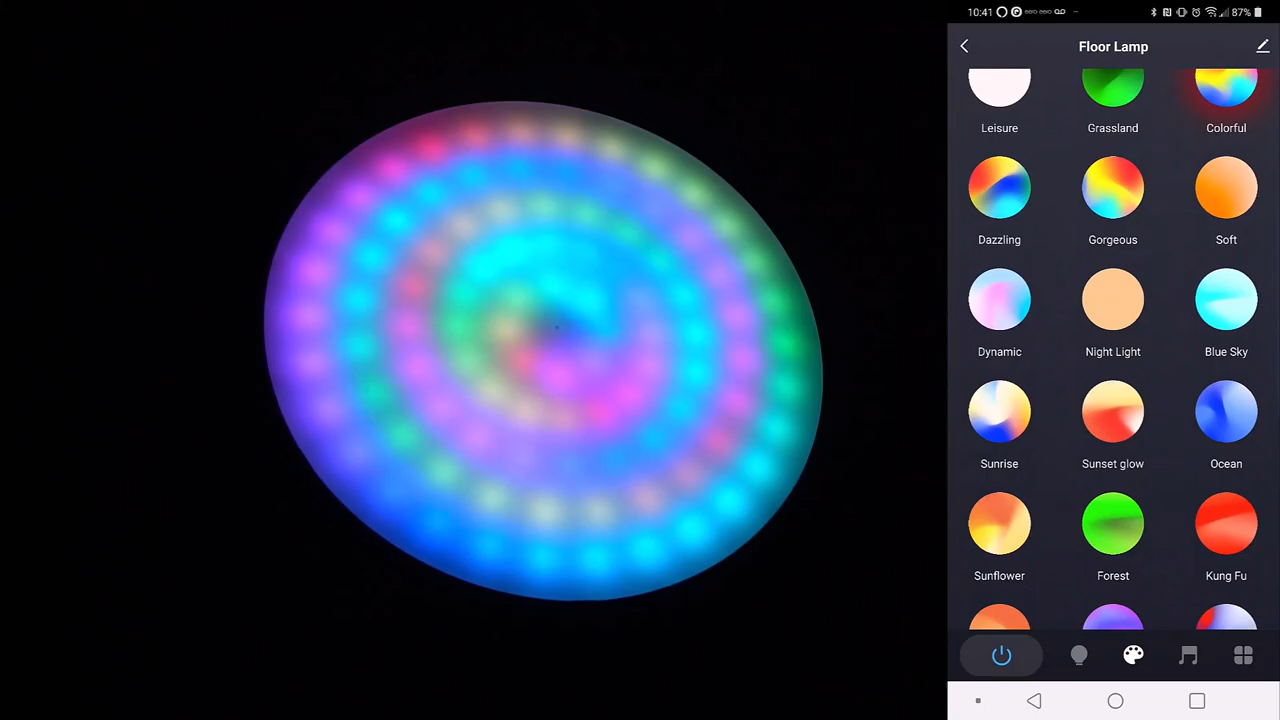 10:41
87%
Floor Lamp
Leisure
Grassland
Colorful
Dazzling
Gorgeous
Soft
Dynamic
Night Light
Blue Sky
Sunrise
Sunset glow
Ocean
Sunflower
Forest
Kung Fu